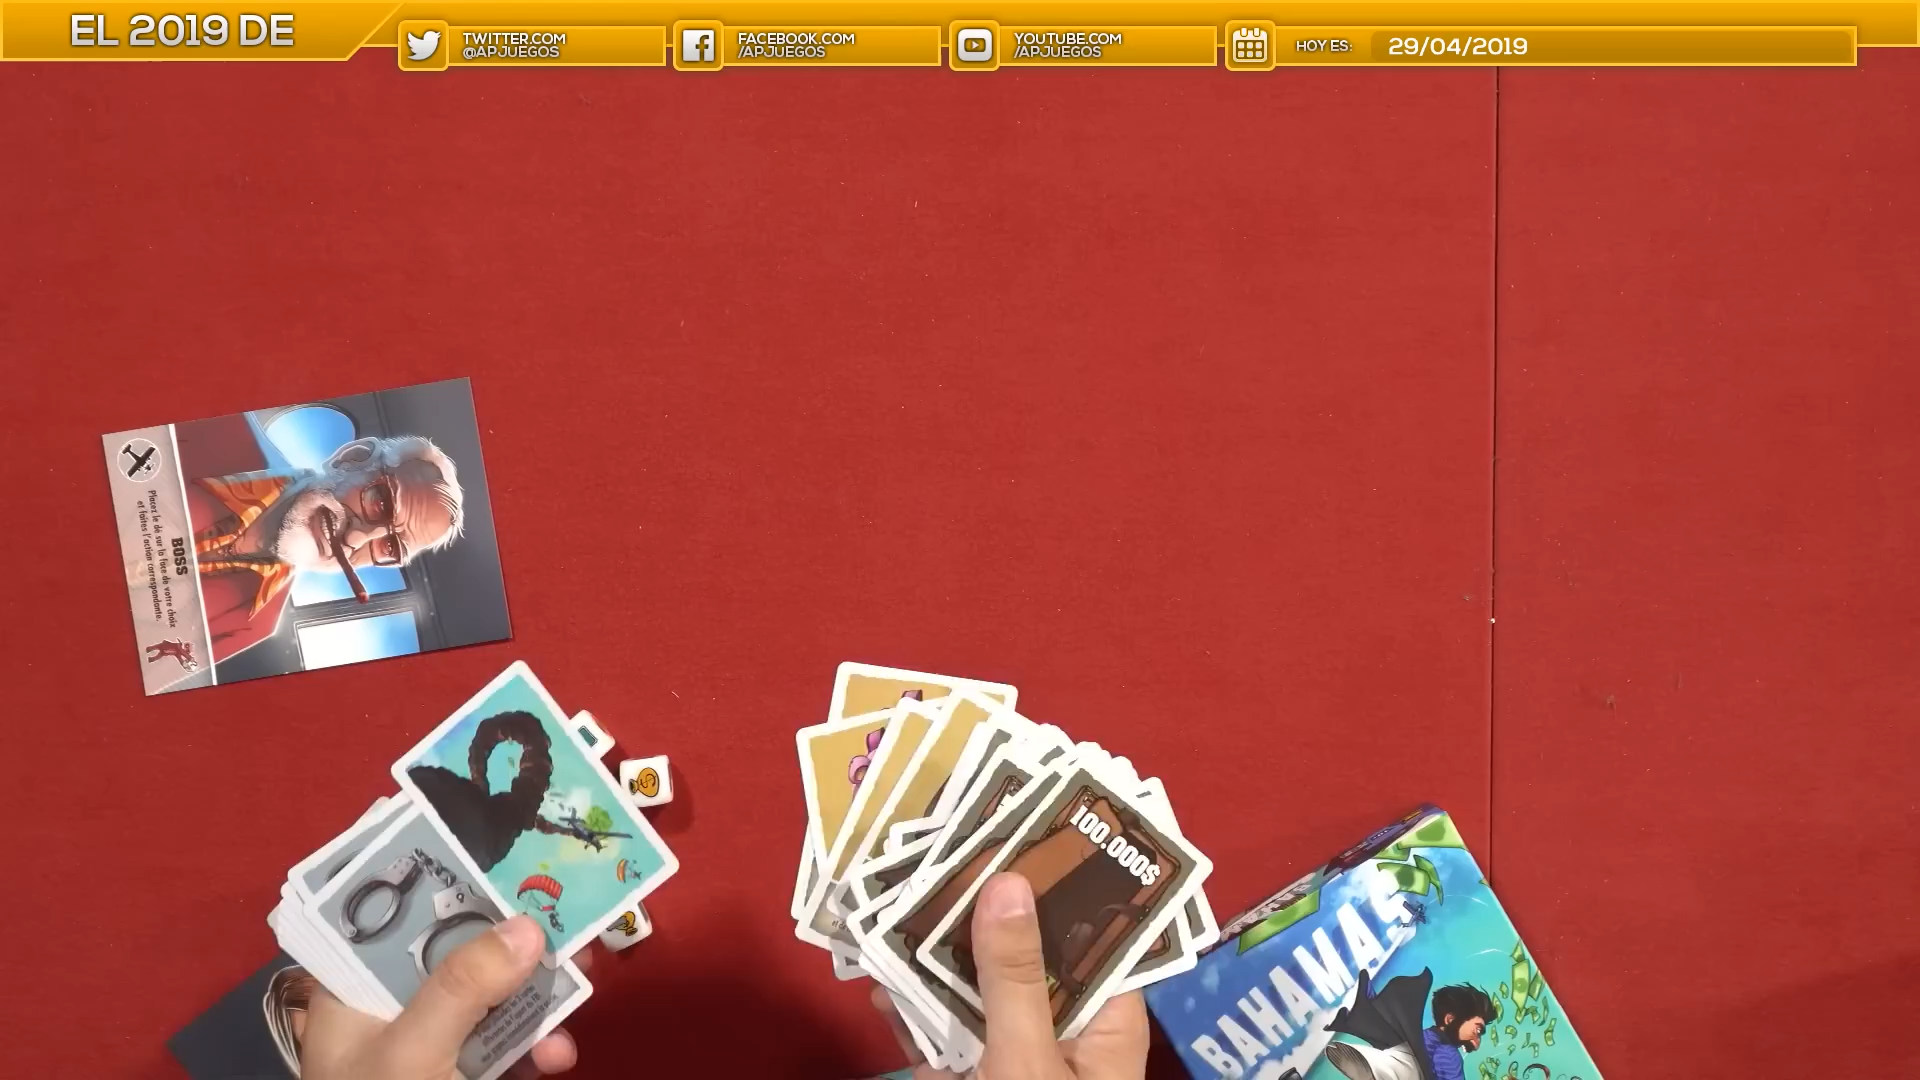 EL 2019 DE
TWITTER.COM
@APJUEGOS
FACEBOOK.COM
/APJUEGOS
YOUTUBE.COM
/APJUEGOS
HOY ES:
29/04/2019
BOSS
Placez le dé sur la face de votre choix
et faites l'action correspondante.
100.000$
BAHAMAS